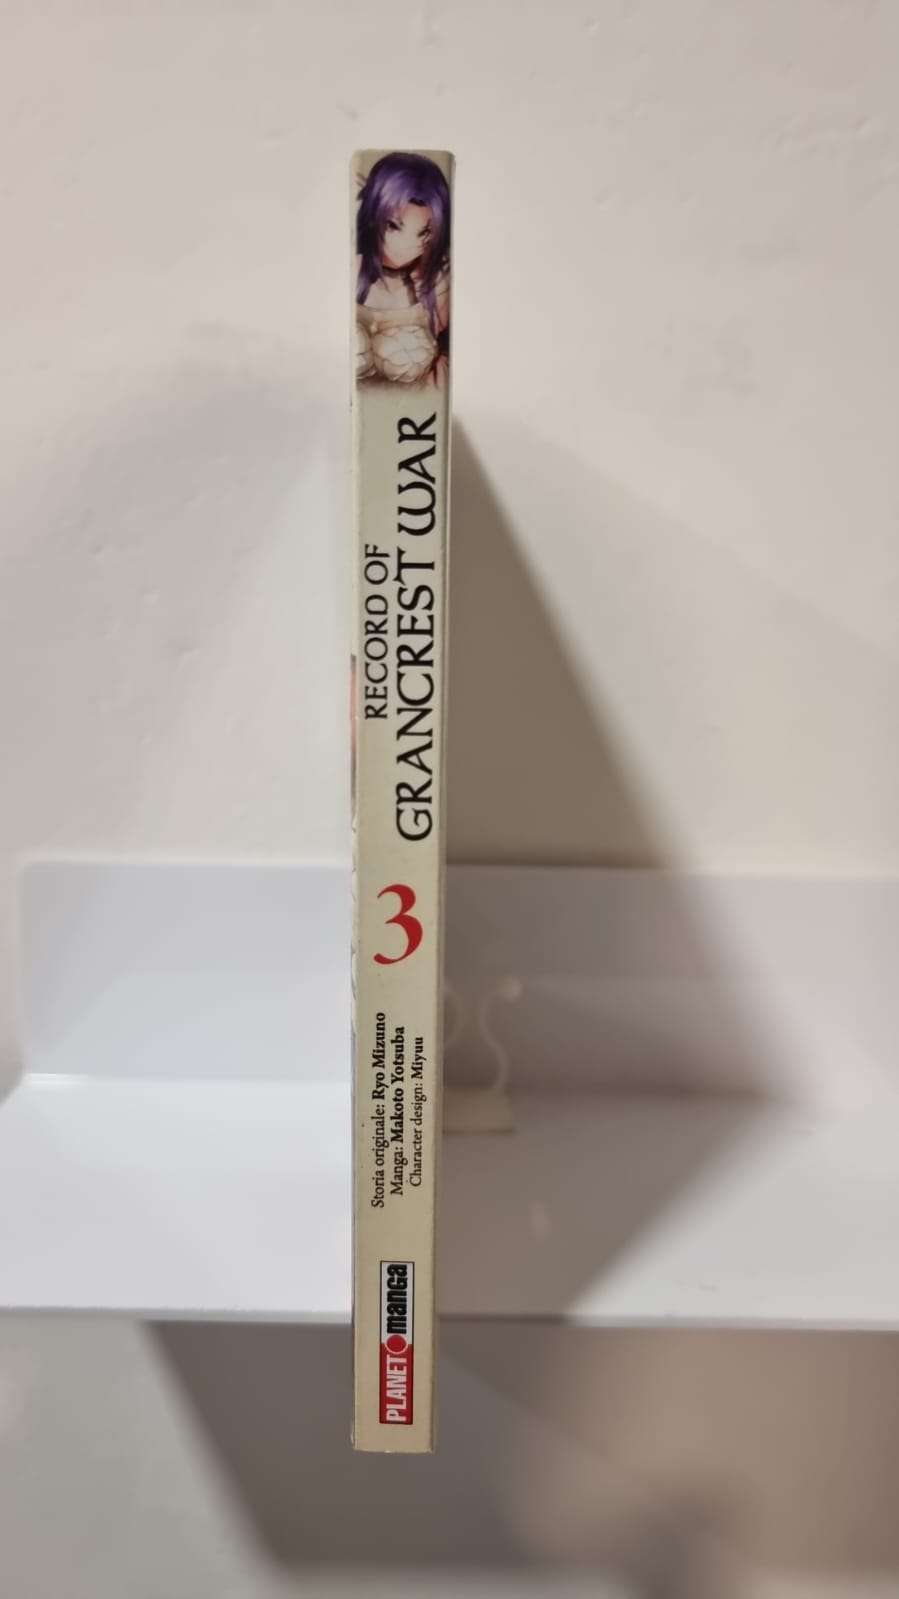 RECORD OF
GRANCREST WAR
3
Storia originale: Ryo Mizuno
Manga: Makoto Yotsuba
Character design: Miyuu
PLANET manga